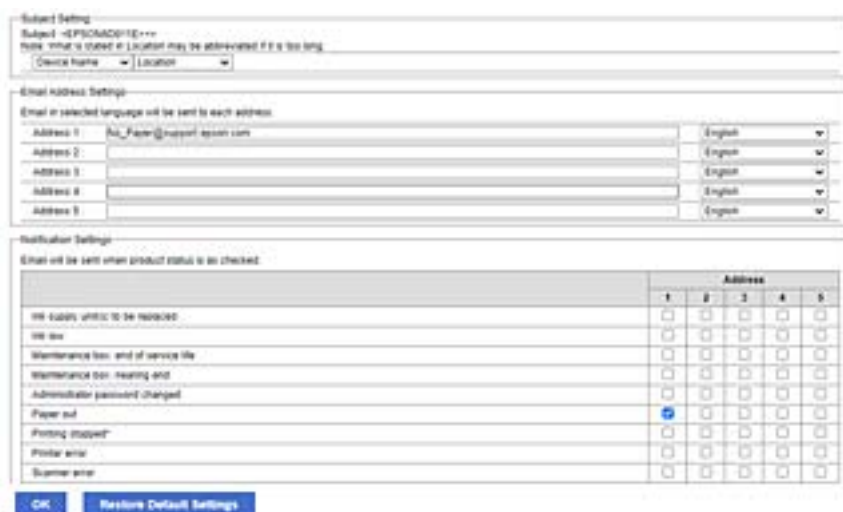 Subject Setting
Subject :
Note: What is stated in Location may be abbreviated if it is too long.
Device Name Location
Email Address Settings
Email in selected language will be sent to each address.
Address 1 : No_Paper@support.epson.com English
Address 2 : English
Address 3 : English
Address 4 : English
Address 5 : English
Notification Settings
Email will be sent when product status is as checked.
Address
1 2 3 4 5
Ink supply unit(s) to be replaced
Ink low
Maintenance box: end of service life
Maintenance box: nearing end
Administrator password changed
Paper out
Printing stopped*
Printer error
Scanner error
OK Restore Default Settings